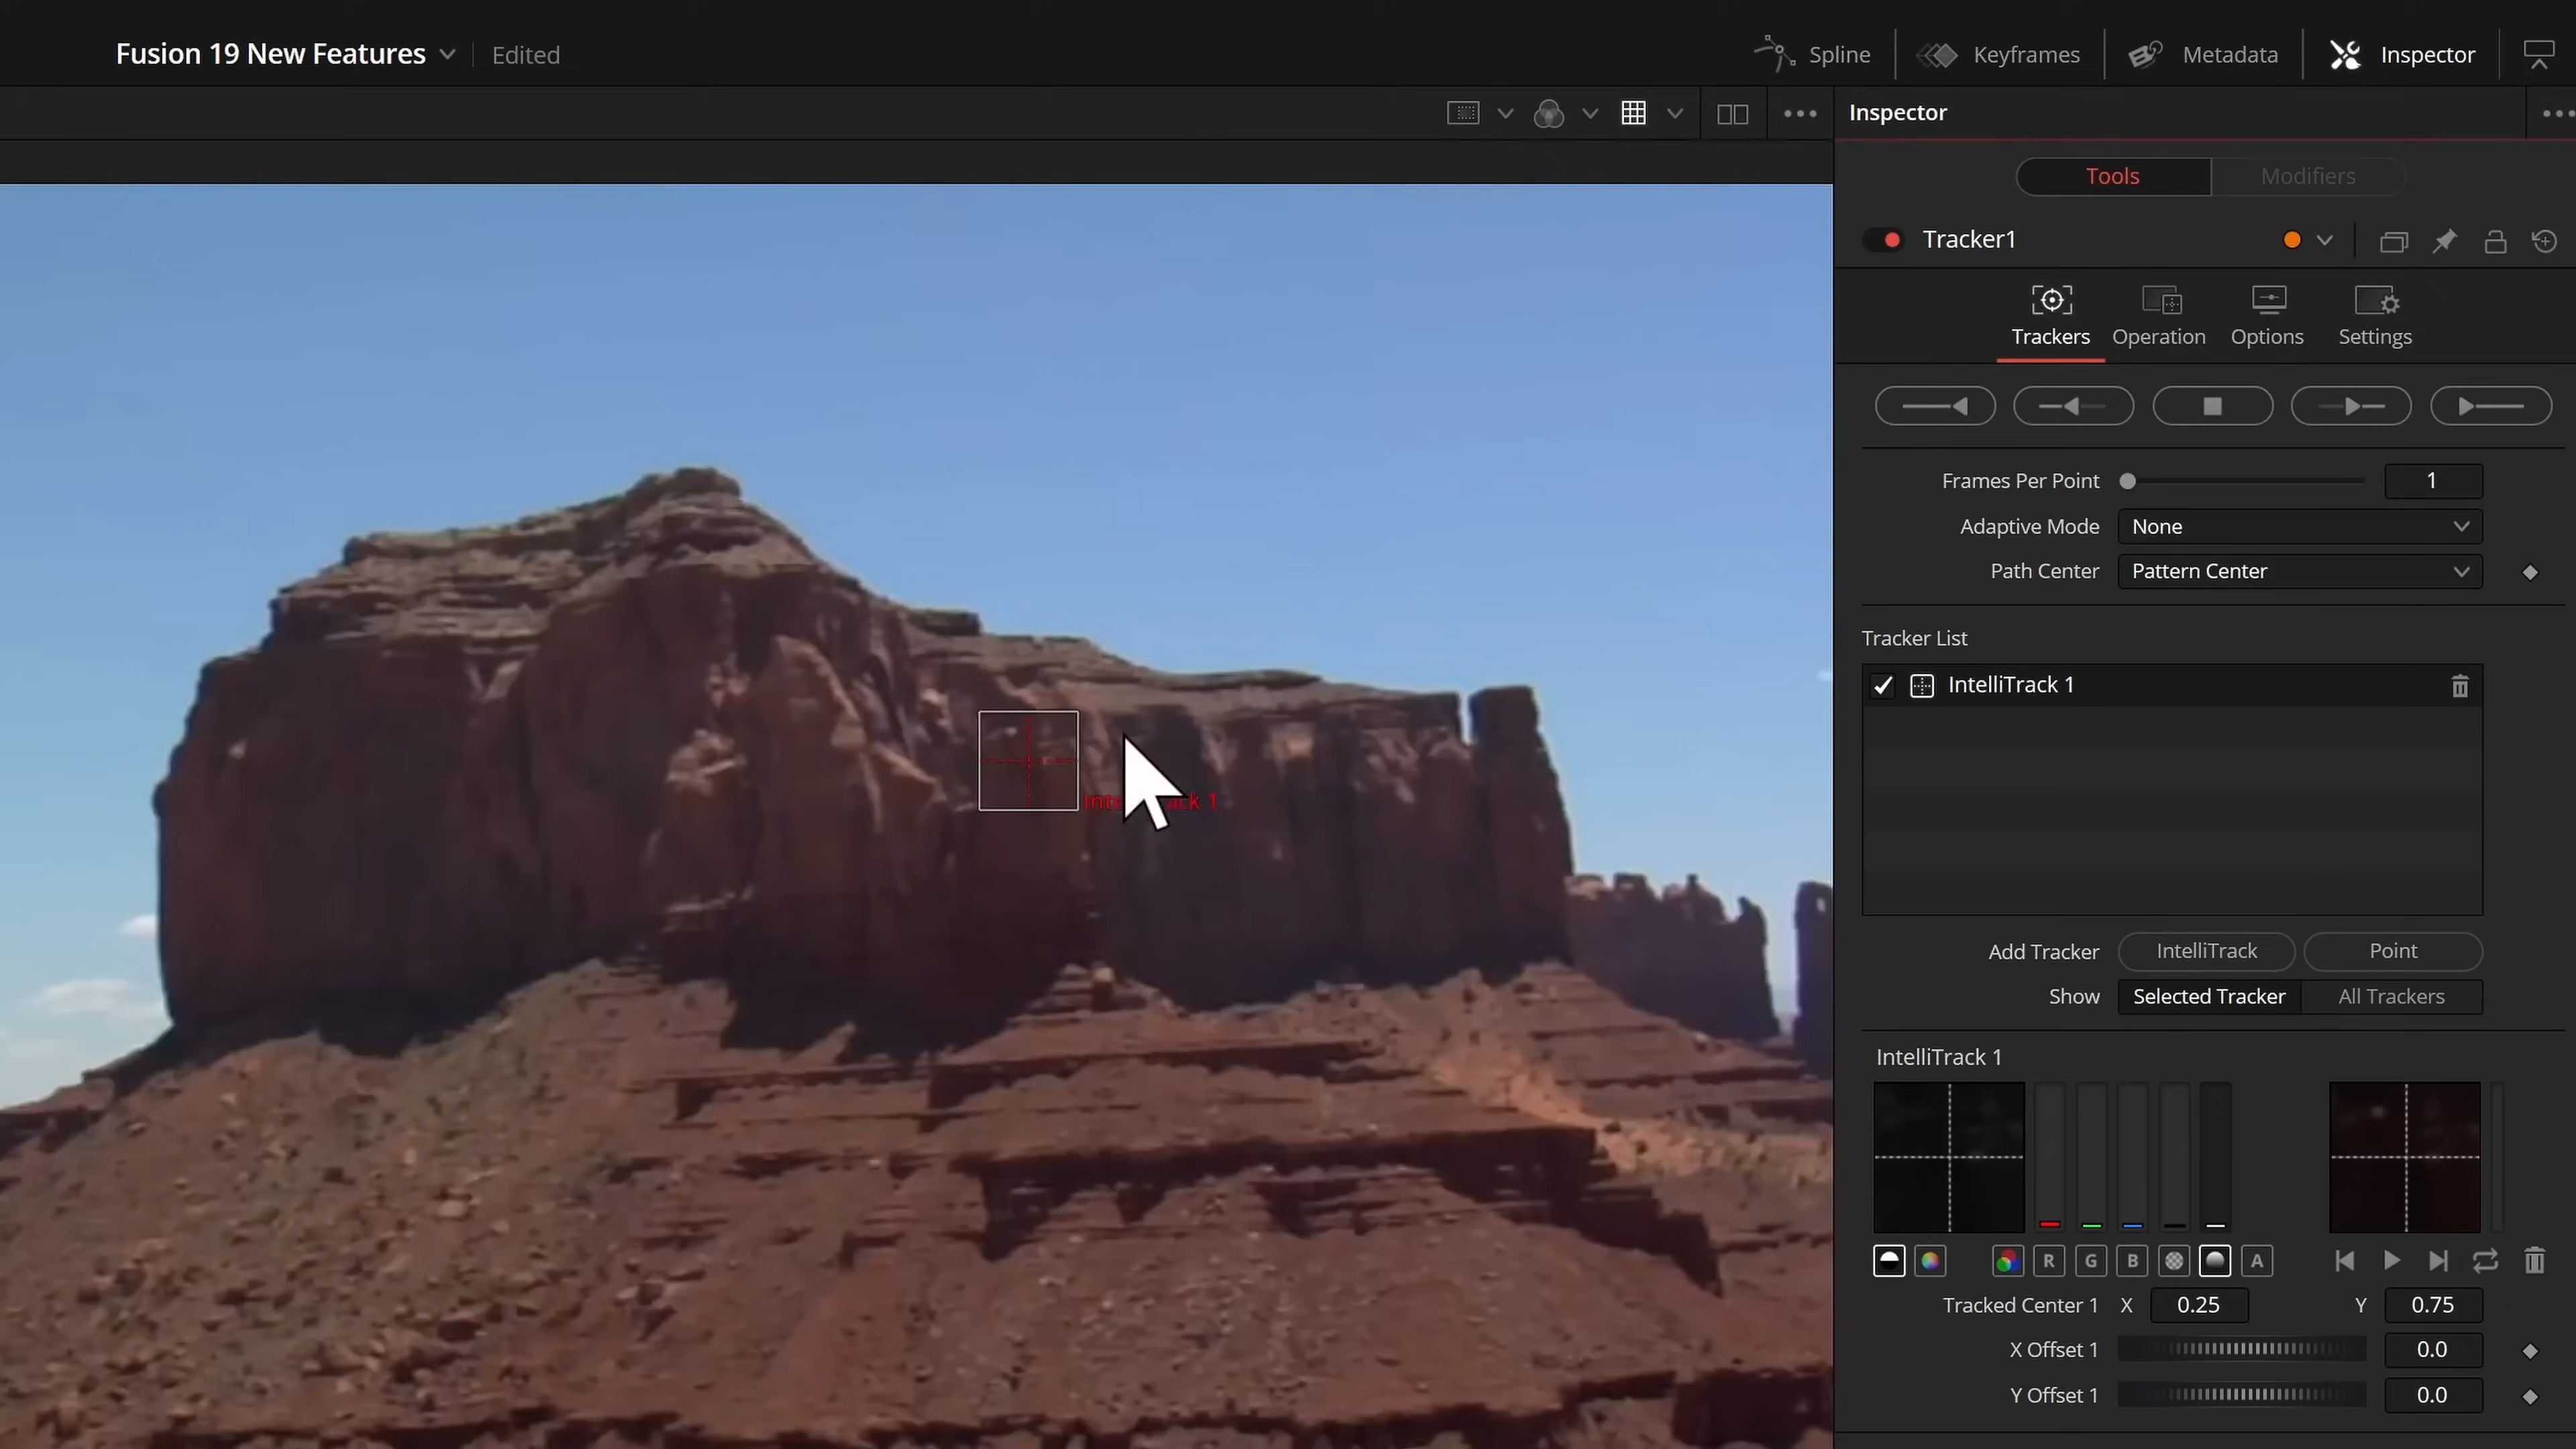 Fusion 19 New Features
Edited
Spline
Keyframes
Metadata
Inspector
Inspector
Tools
Modifiers
Tracker1
Trackers
Operation
Options
Settings
Frames Per Point
1
Adaptive Mode
None
Path Center
Pattern Center
Tracker List
IntelliTrack 1
Add Tracker
IntelliTrack
Point
Show
Selected Tracker
All Trackers
IntelliTrack 1
R
G
B
A
Tracked Center 1
X
0.25
Y
0.75
X Offset 1
0.0
Y Offset 1
0.0